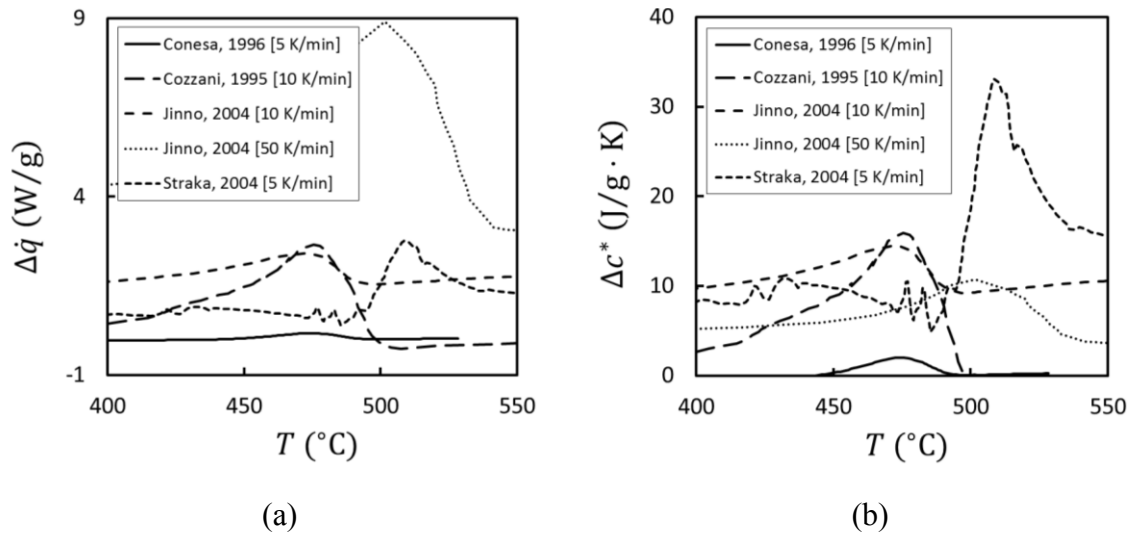 9
4
-1
Δq̇ (W/g)
Conesa, 1996 [5 K/min]
Cozzani, 1995 [10 K/min]
Jinno, 2004 [10 K/min]
Jinno, 2004 [50 K/min]
Straka, 2004 [5 K/min]
400 450 500 550
T (°C)
(a)
40
30
20
10
0
Δc* (J/g · K)
Conesa, 1996 [5 K/min]
Cozzani, 1995 [10 K/min]
Jinno, 2004 [10 K/min]
Jinno, 2004 [50 K/min]
Straka, 2004 [5 K/min]
400 450 500 550
T (°C)
(b)